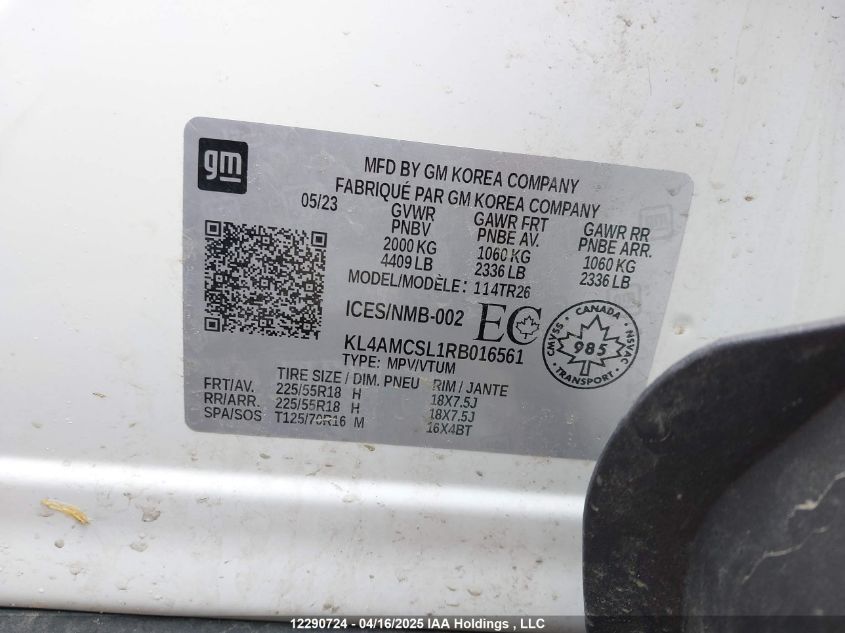 gm
MFD BY GM KOREA COMPANY
FABRIQUÉ PAR GM KOREA COMPANY
05/23
GVWR GAWR FRT GAWR RR
PNBV PNBE AV. PNBE ARR.
2000 KG 1060 KG 1060 KG
4409 LB 2336 LB 2336 LB
MODEL/MODÈLE: 114TR26
ICES/NMB-002 EC
CANADA
CMVSS 985 NSVAC
TRANSPORT
KL4AMCSL1RB016561
TYPE: MPV/VTUM
TIRE SIZE / DIM. PNEU RIM / JANTE
FRT/AV. 225/55R18 H 18X7.5J
RR/ARR. 225/55R18 H 18X7.5J
SPA/SOS T125/70R16 M 16X4BT
12290724 - 04/16/2025 IAA Holdings , LLC